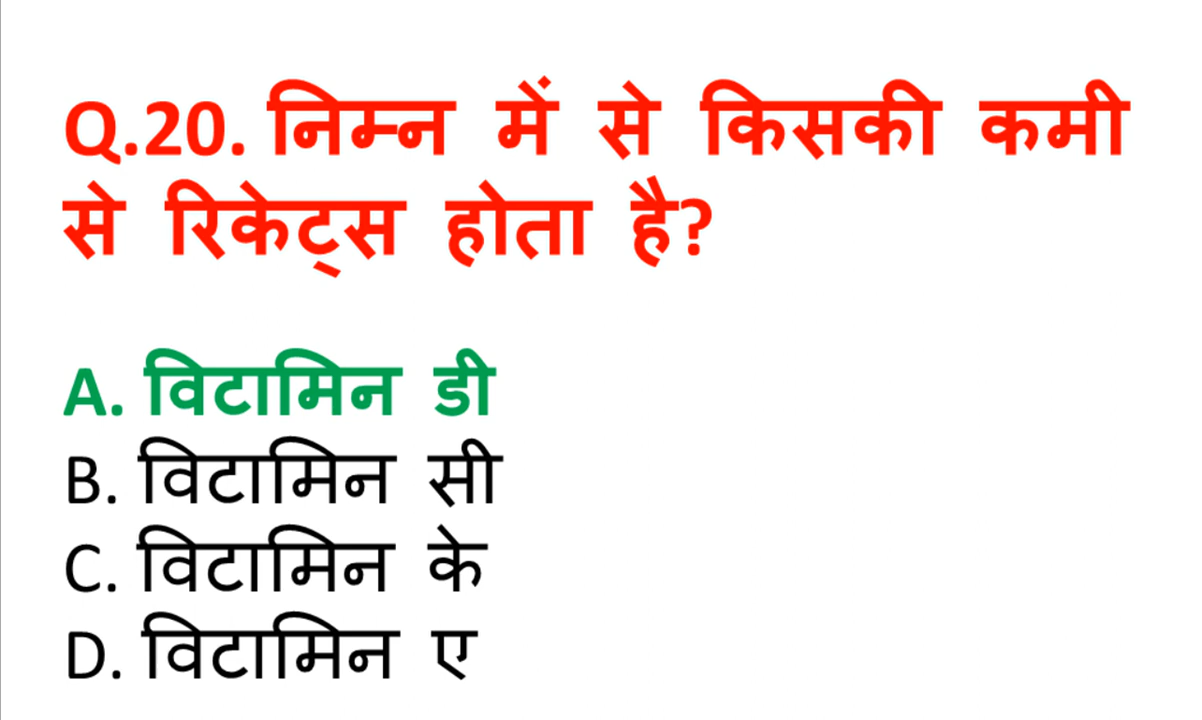 Q.20. निम्न में से किसकी कमी
से रिकेट्स होता है?
A. विटामिन डी
B. विटामिन सी
C. विटामिन के
D. विटामिन ए